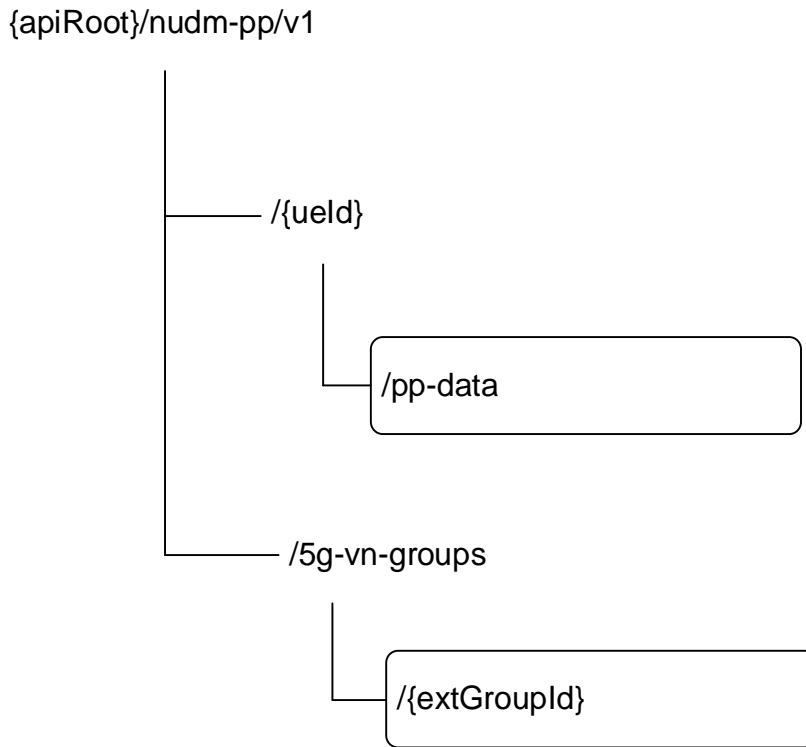 {apiRoot}/nudm-pp/v1
/{ueId}
/pp-data
/5g-vn-groups
/{extGroupId}